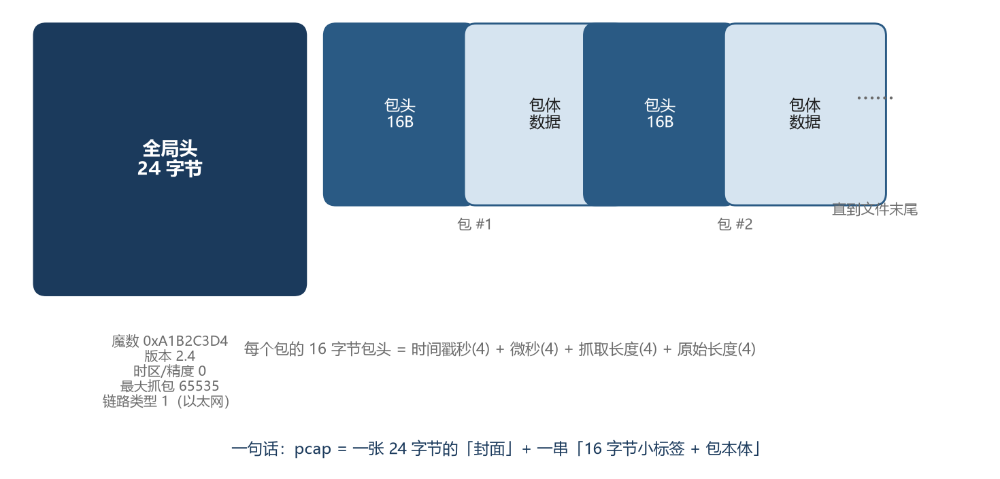 全局头
24 字节
包头
16B
包体
数据
包头
16B
包体
数据
······
包 #1
包 #2
直到文件末尾
魔数 0xA1B2C3D4
版本 2.4
时区/精度 0
最大抓包 65535
链路类型 1（以太网）
每个包的 16 字节包头 = 时间戳秒(4) + 微秒(4) + 抓取长度(4) + 原始长度(4)
一句话：pcap = 一张 24 字节的「封面」+ 一串「16 字节小标签 + 包本体」